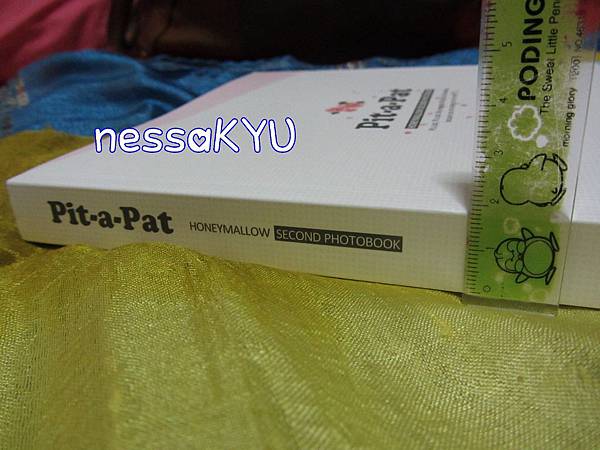 nessaKYU
Pit-a-Pat
Pit-a-Pat HONEYMALLOW SECOND PHOTOBOOK
PODING
The Sweat Little Pen
morning glory
5
4
3
2
1
0